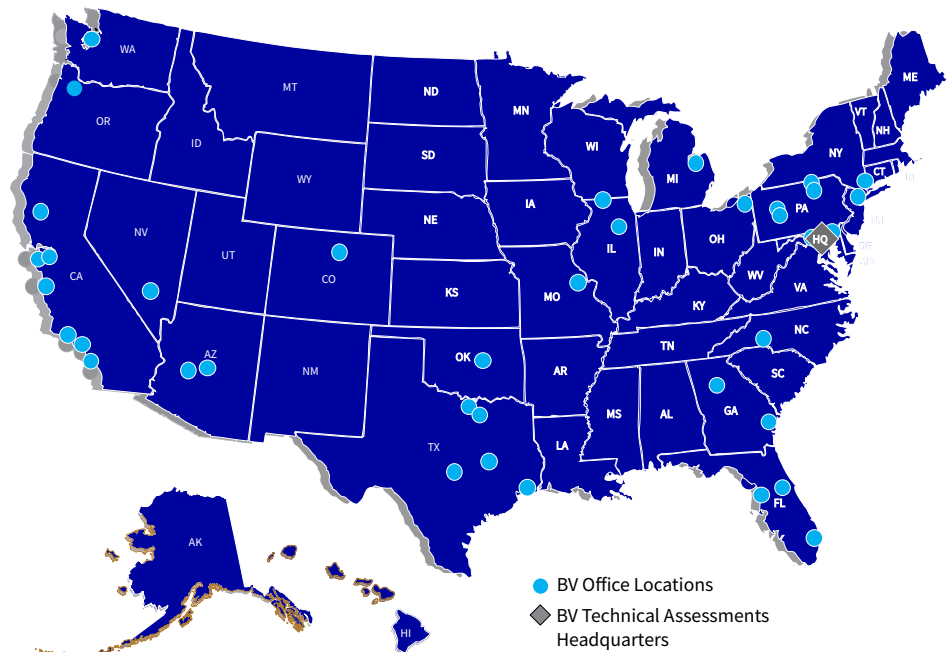 WA
MT
ND
MN
ME
VT
NH
OR
ID
SD
WI
NY
MI
CT
RI
WY
IA
PA
NE
NV
UT
CO
IL
IN
OH
HQ
CA
KS
MO
WV
VA
KY
NC
AZ
NM
OK
TN
AR
SC
MS
AL
GA
TX
LA
FL
AK
HI
BV Office Locations
BV Technical Assessments
Headquarters